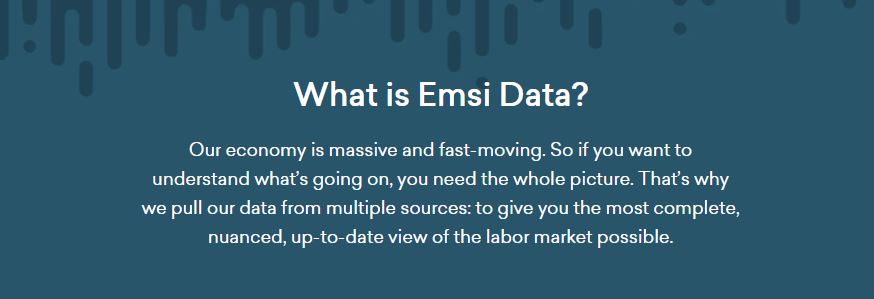 What is Emsi Data?
Our economy is massive and fast-moving. So if you want to
understand what's going on, you need the whole picture. That's why
we pull our data from multiple sources: to give you the most complete,
nuanced, up-to-date view of the labor market possible.